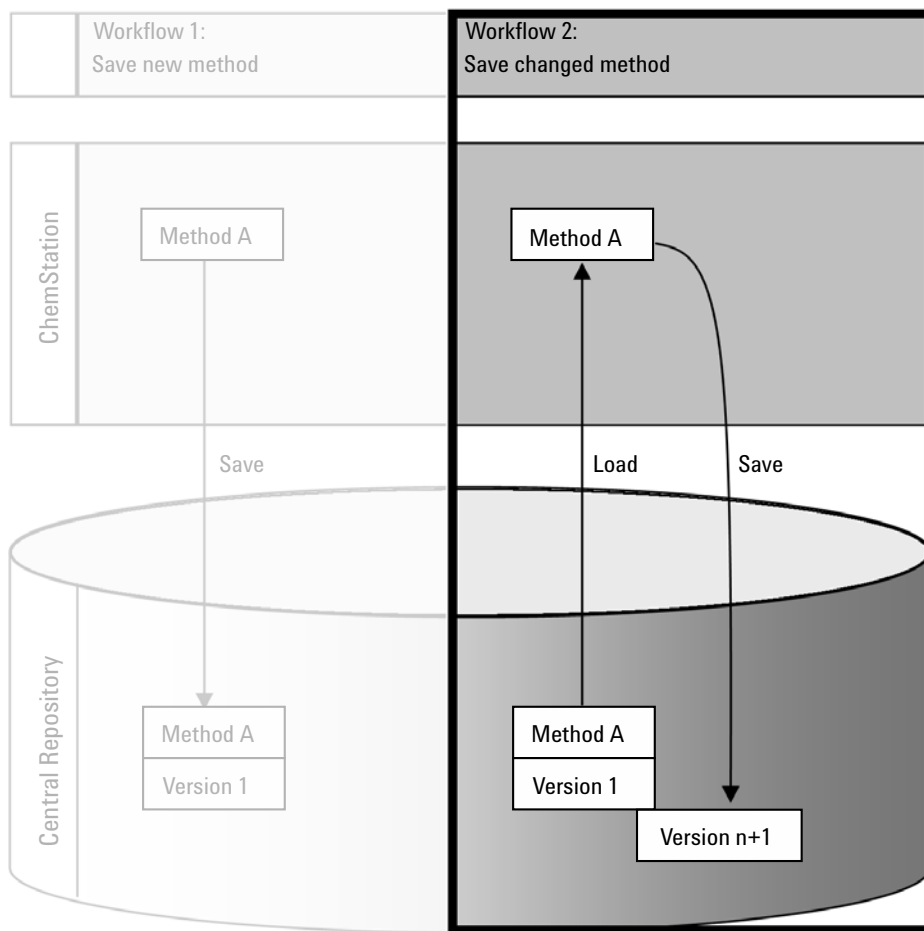 Workflow 1:
Save new method
Workflow 2:
Save changed method
ChemStation
Method A
Method A
Save
Load
Save
Central Repository
Method A
Version 1
Method A
Version 1
Version n+1